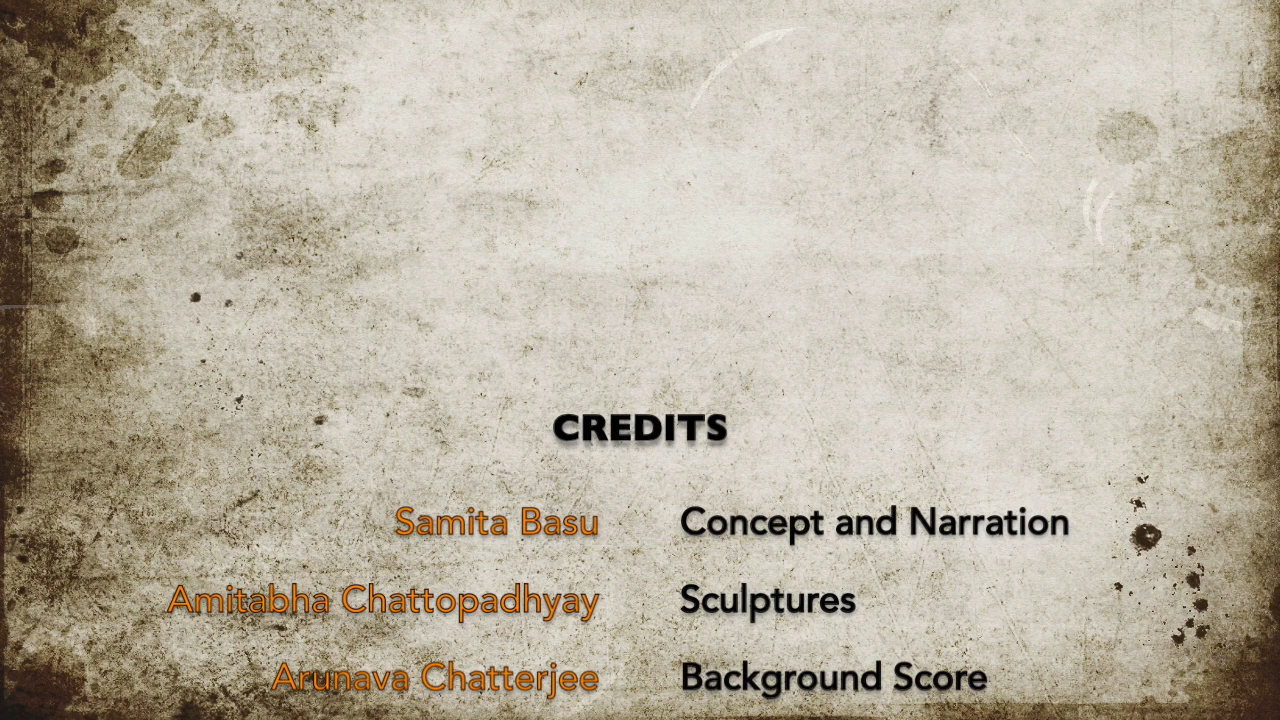 CREDITS
Samita Basu Concept and Narration
Amitabha Chattopadhyay Sculptures
Arunava Chatterjee Background Score